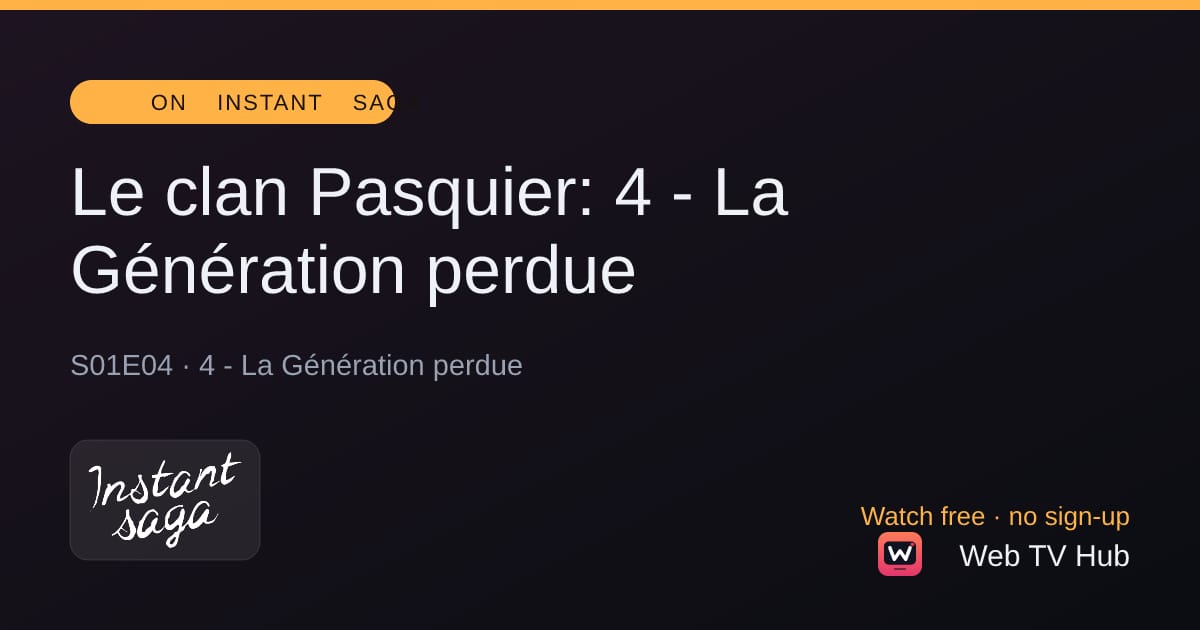 ON INSTANT SAGA
Le clan Pasquier: 4 - La
Génération perdue
S01E04 · 4 - La Génération perdue
Instant
saga
Watch free · no sign-up
W
Web TV Hub